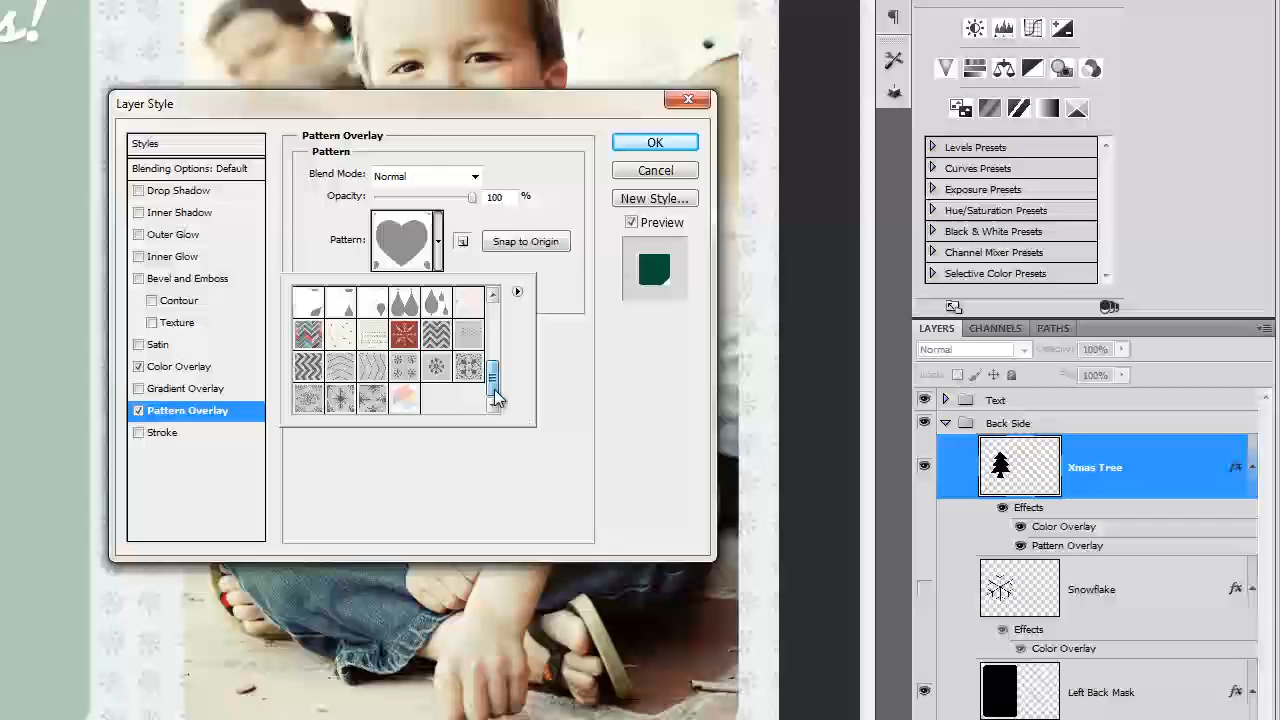 s!
Layer Style
Styles
Blending Options: Default
Drop Shadow
Inner Shadow
Outer Glow
Inner Glow
Bevel and Emboss
Contour
Texture
Satin
Color Overlay
Gradient Overlay
Pattern Overlay
Stroke
Pattern Overlay
Pattern
Blend Mode: Normal
Opacity: 100 %
Pattern:
Snap to Origin
OK
Cancel
New Style...
Preview
Levels Presets
Curves Presets
Exposure Presets
Hue/Saturation Presets
Black & White Presets
Channel Mixer Presets
Selective Color Presets
LAYERS CHANNELS PATHS
Normal 100%
100%
Text
Back Side
Xmas Tree fx
Effects
Color Overlay
Pattern Overlay
Snowflake fx
Effects
Color Overlay
Left Back Mask fx